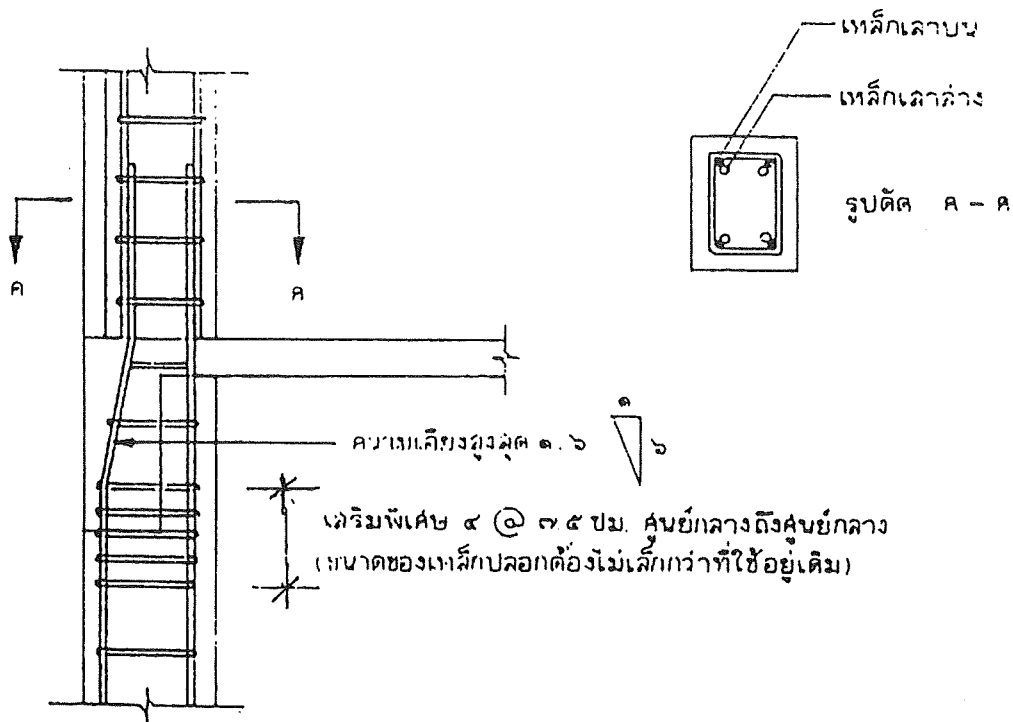 เหล็กเสาบน
เหล็กเสาล่าง
รูปตัด ค - ค
ค ค
ความเอียงสูงสุด ๑:๖
๑
๖
เสริมพิเศษ ๔ @ ๗๕ มม. ศูนย์กลางถึงศูนย์กลาง
(ขนาดของเหล็กปลอกต้องไม่เล็กกว่าที่ใช้อยู่เดิม)